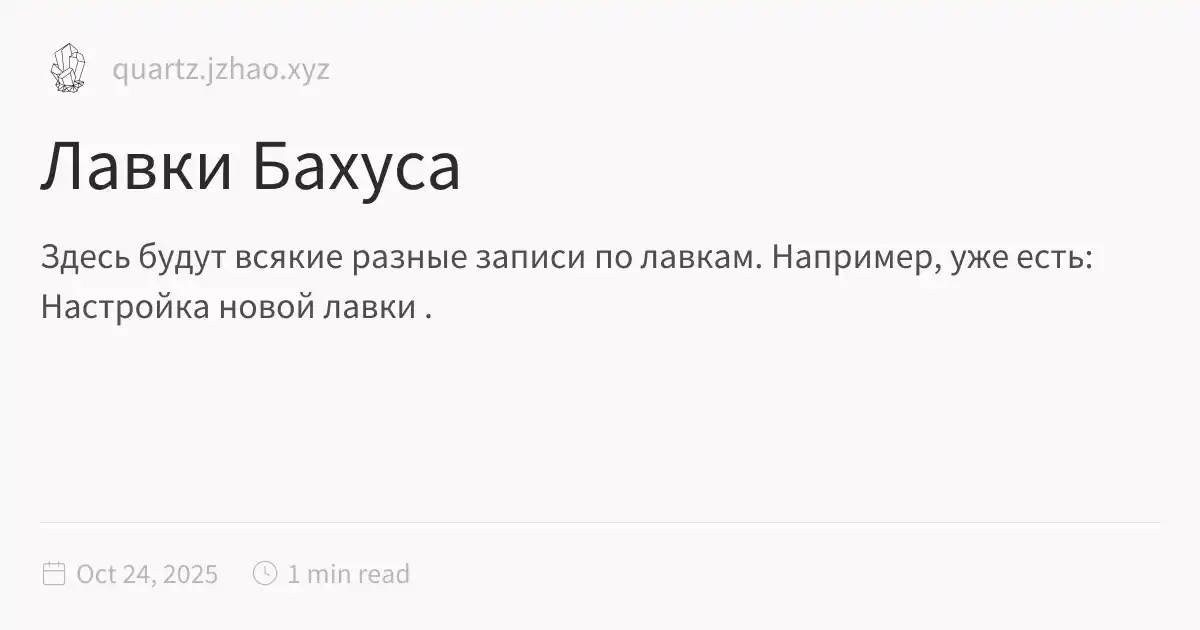 quartz.jzhao.xyz
Лавки Бахуса
Здесь будут всякие разные записи по лавкам. Например, уже есть:
Настройка новой лавки .
Oct 24, 2025 1 min read